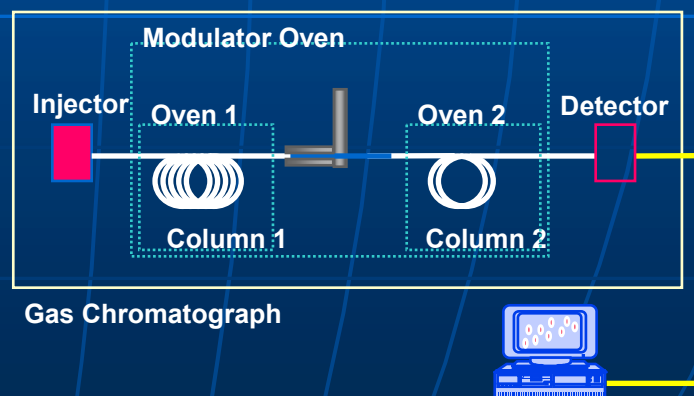 Modulator Oven
Injector
Oven 1
Oven 2
Detector
Column 1
Column 2
Gas Chromatograph